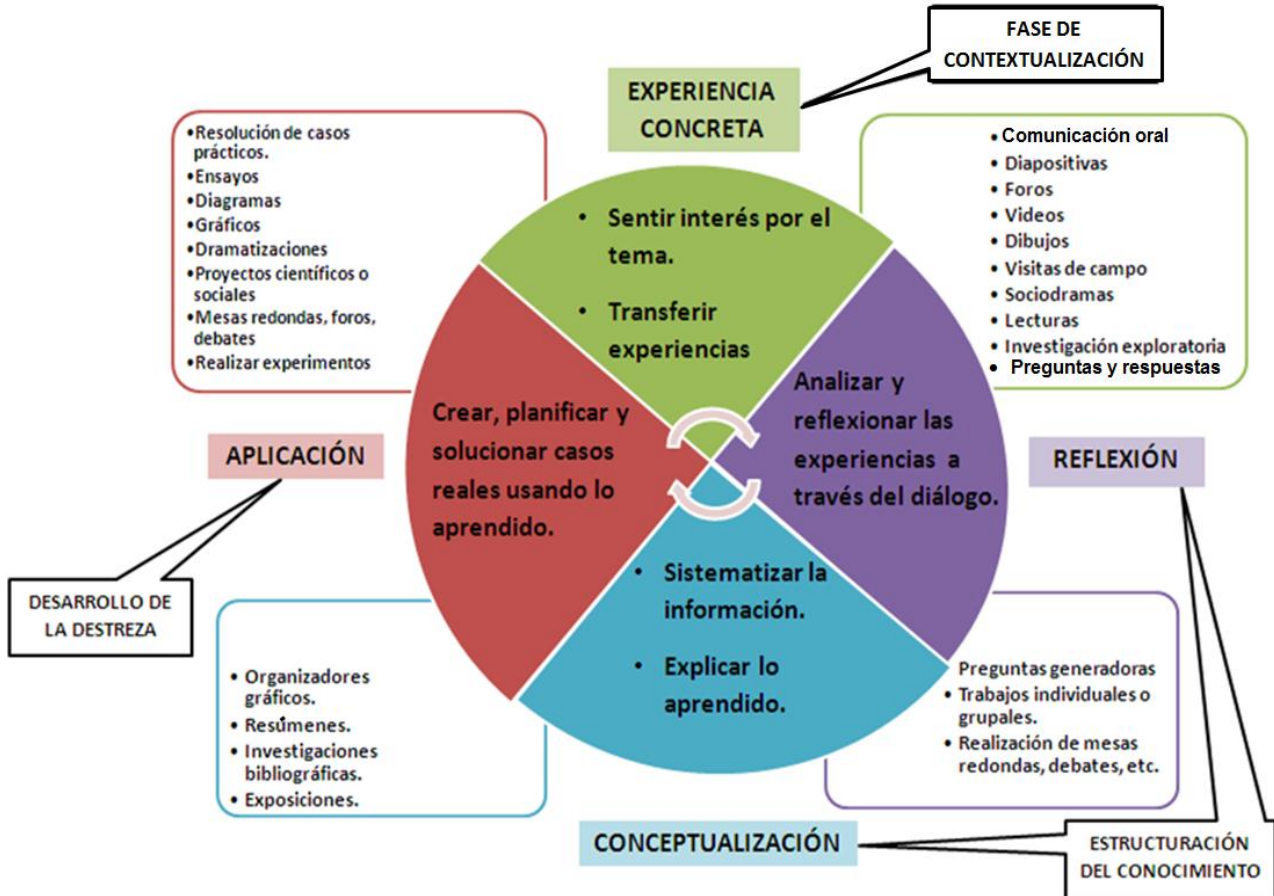 FASE DE
CONTEXTUALIZACIÓN
EXPERIENCIA
CONCRETA
•Resolución de casos
prácticos.
•Ensayos
•Diagramas
•Gráficos
•Dramatizaciones
•Proyectos científicos o
sociales
•Mesas redondas, foros,
debates
•Realizar experimentos
• Comunicación oral
• Diapositivas
• Foros
• Videos
• Dibujos
• Visitas de campo
• Sociodramas
• Lecturas
• Investigación exploratoria
• Preguntas y respuestas
• Sentir interés por el
tema.
• Transferir
experiencias
Crear, planificar y
solucionar casos
reales usando lo
aprendido.
Analizar y
reflexionar las
experiencias a
través del diálogo.
APLICACIÓN
REFLEXIÓN
• Sistematizar la
información.
• Explicar lo
aprendido.
DESARROLLO DE
LA DESTREZA
• Organizadores
gráficos.
• Resúmenes.
• Investigaciones
bibliográficas.
• Exposiciones.
Preguntas generadoras
• Trabajos individuales o
grupales.
• Realización de mesas
redondas, debates, etc.
CONCEPTUALIZACIÓN
ESTRUCTURACIÓN
DEL CONOCIMIENTO